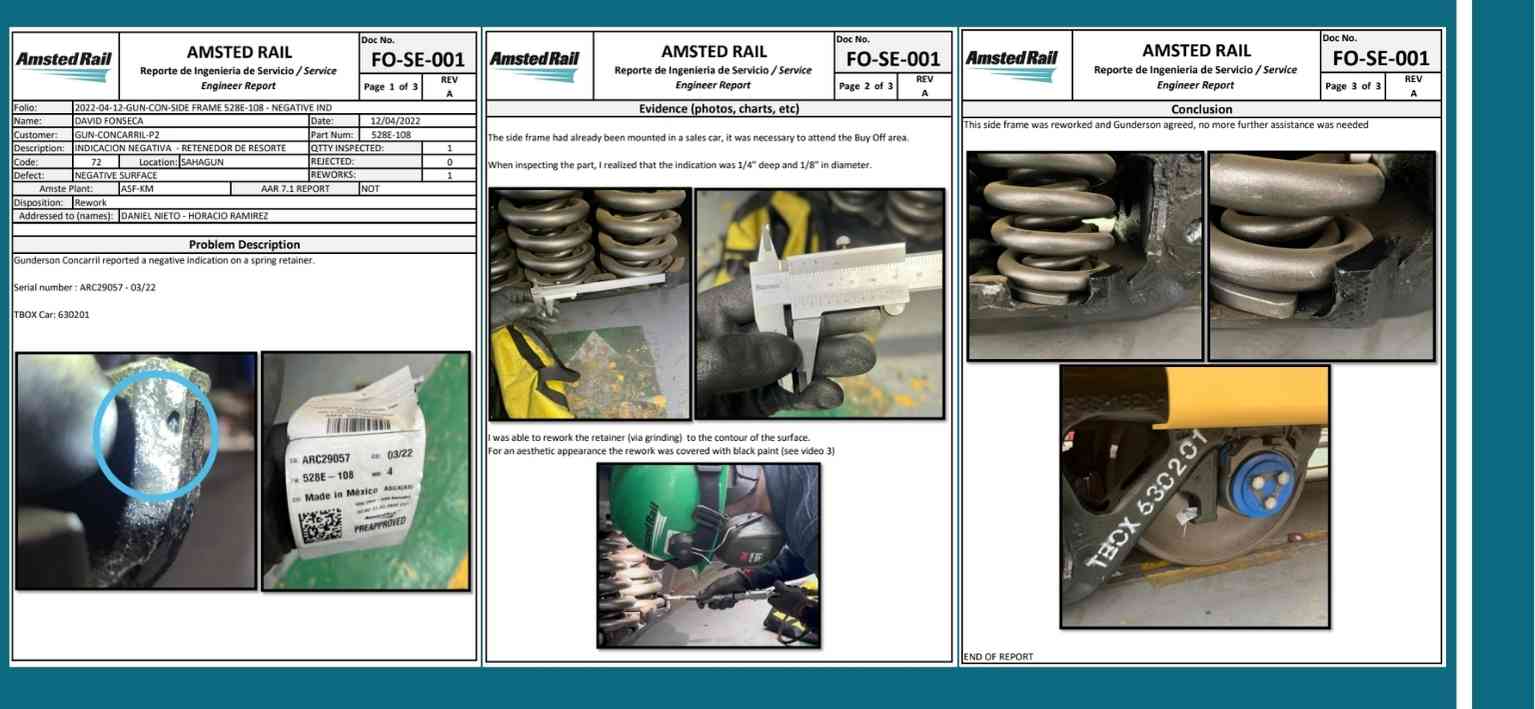 AmstedRail
AMSTED RAIL
Reporte de Ingenieria de Servicio / Service
Engineer Report
Doc No.
FO-SE-001
Page 1 of 3
REV
A
Folio: 2022-04-12-GUN-CON-SIDE FRAME 528E-108 - NEGATIVE IND
Name: DAVID FONSECA Date: 12/04/2022
Customer: GUN-CONCARRIL-P2 Part Num: 528E-108
Description: INDICACION NEGATIVA - RETENEDOR DE RESORTE QTTY INSPECTED: 1
Code: 72 Location: SAHAGUN REJECTED: 0
Defect: NEGATIVE SURFACE REWORKS: 1
Amste Plant: ASF-KM AAR 7.1 REPORT NOT
Disposition: Rework
Addressed to (names): DANIEL NIETO - HORACIO RAMIREZ
Problem Description
Gunderson Concarril reported a negative indication on a spring retainer.
Serial number : ARC29057 - 03/22
TBOX Car: 630201
ARC29057 03/22
528E-108 4
Made in México
PREAPPROVED
AmstedRail
AMSTED RAIL
Reporte de Ingenieria de Servicio / Service
Engineer Report
Doc No.
FO-SE-001
Page 2 of 3
REV
A
Evidence (photos, charts, etc)
The side frame had already been mounted in a sales car, it was necessary to attend the Buy Off area.
When inspecting the part, I realized that the indication was 1/4" deep and 1/8" in diameter.
I was able to rework the retainer (via grinding) to the contour of the surface.
For an aesthetic appearance the rework was covered with black paint (see video 3)
AmstedRail
AmstedRail
AMSTED RAIL
Reporte de Ingenieria de Servicio / Service
Engineer Report
Doc No.
FO-SE-001
Page 3 of 3
REV
A
Conclusion
This side frame was reworked and Gunderson agreed, no more further assistance was needed
TBOX 630201
END OF REPORT